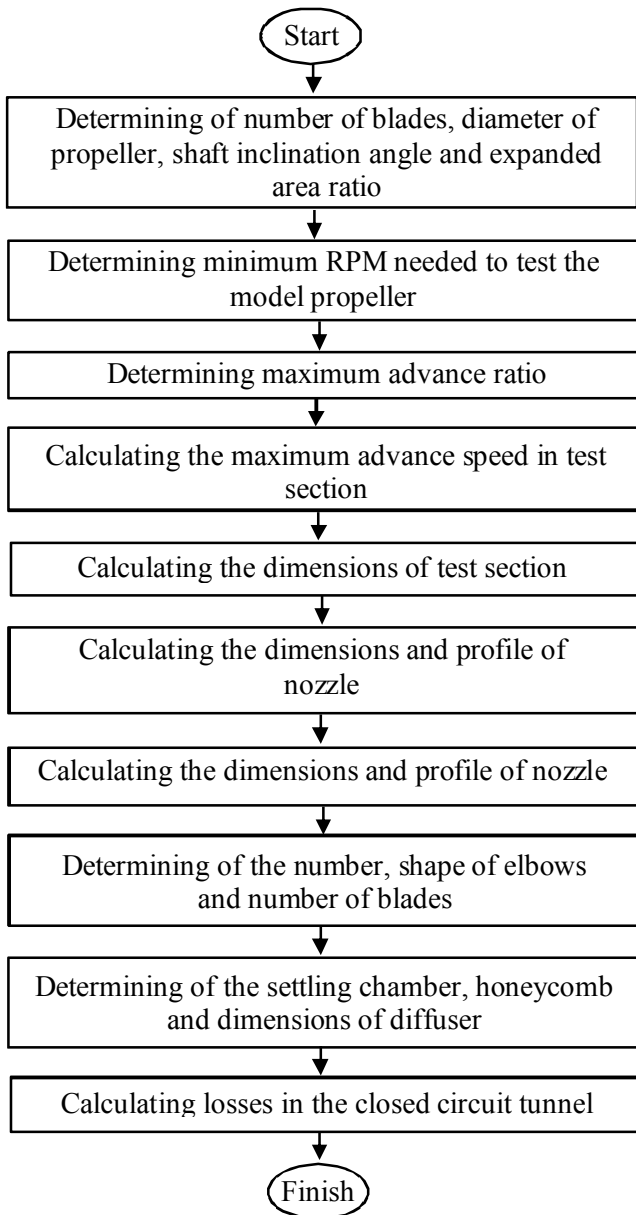 Start
Determining of number of blades, diameter of
propeller, shaft inclination angle and expanded
area ratio
Determining minimum RPM needed to test the
model propeller
Determining maximum advance ratio
Calculating the maximum advance speed in test
section
Calculating the dimensions of test section
Calculating the dimensions and profile of
nozzle
Calculating the dimensions and profile of nozzle
Determining of the number, shape of elbows
and number of blades
Determining of the settling chamber, honeycomb
and dimensions of diffuser
Calculating losses in the closed circuit tunnel
Finish